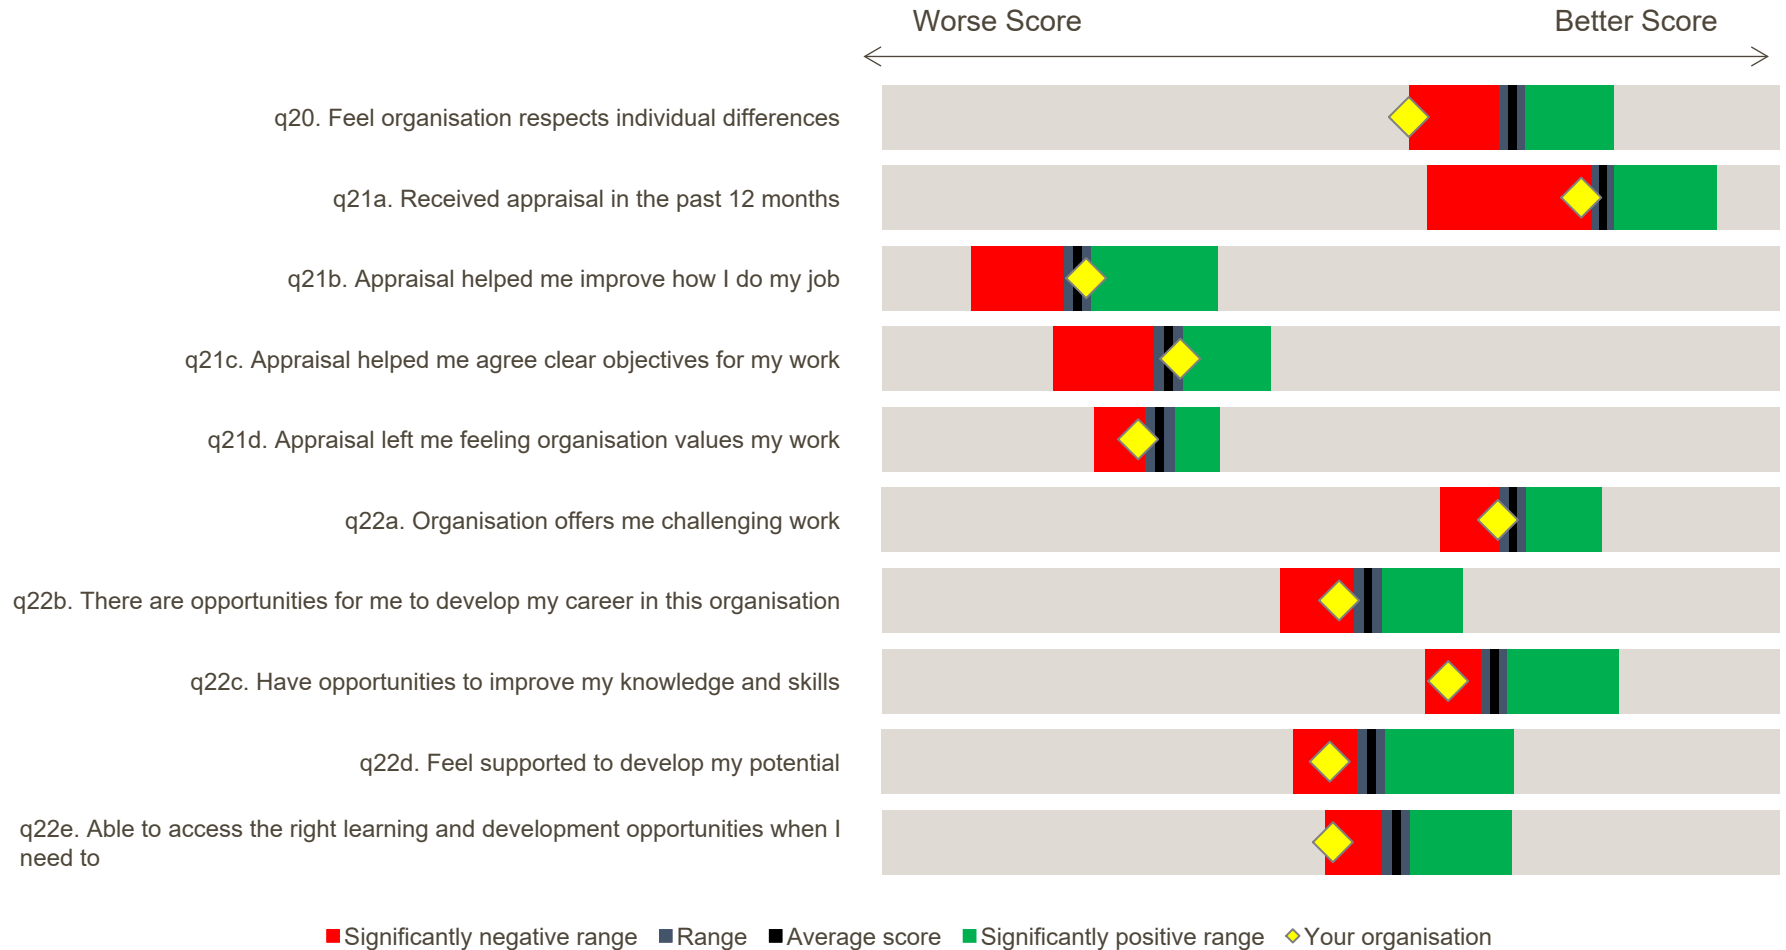 Worse Score
Better Score
q20. Feel organisation respects individual differences
q21a. Received appraisal in the past 12 months
q21b. Appraisal helped me improve how I do my job
q21c. Appraisal helped me agree clear objectives for my work
q21d. Appraisal left me feeling organisation values my work
q22a. Organisation offers me challenging work
q22b. There are opportunities for me to develop my career in this organisation
q22c. Have opportunities to improve my knowledge and skills
q22d. Feel supported to develop my potential
q22e. Able to access the right learning and development opportunities when I
need to
Significantly negative range Range Average score Significantly positive range Your organisation